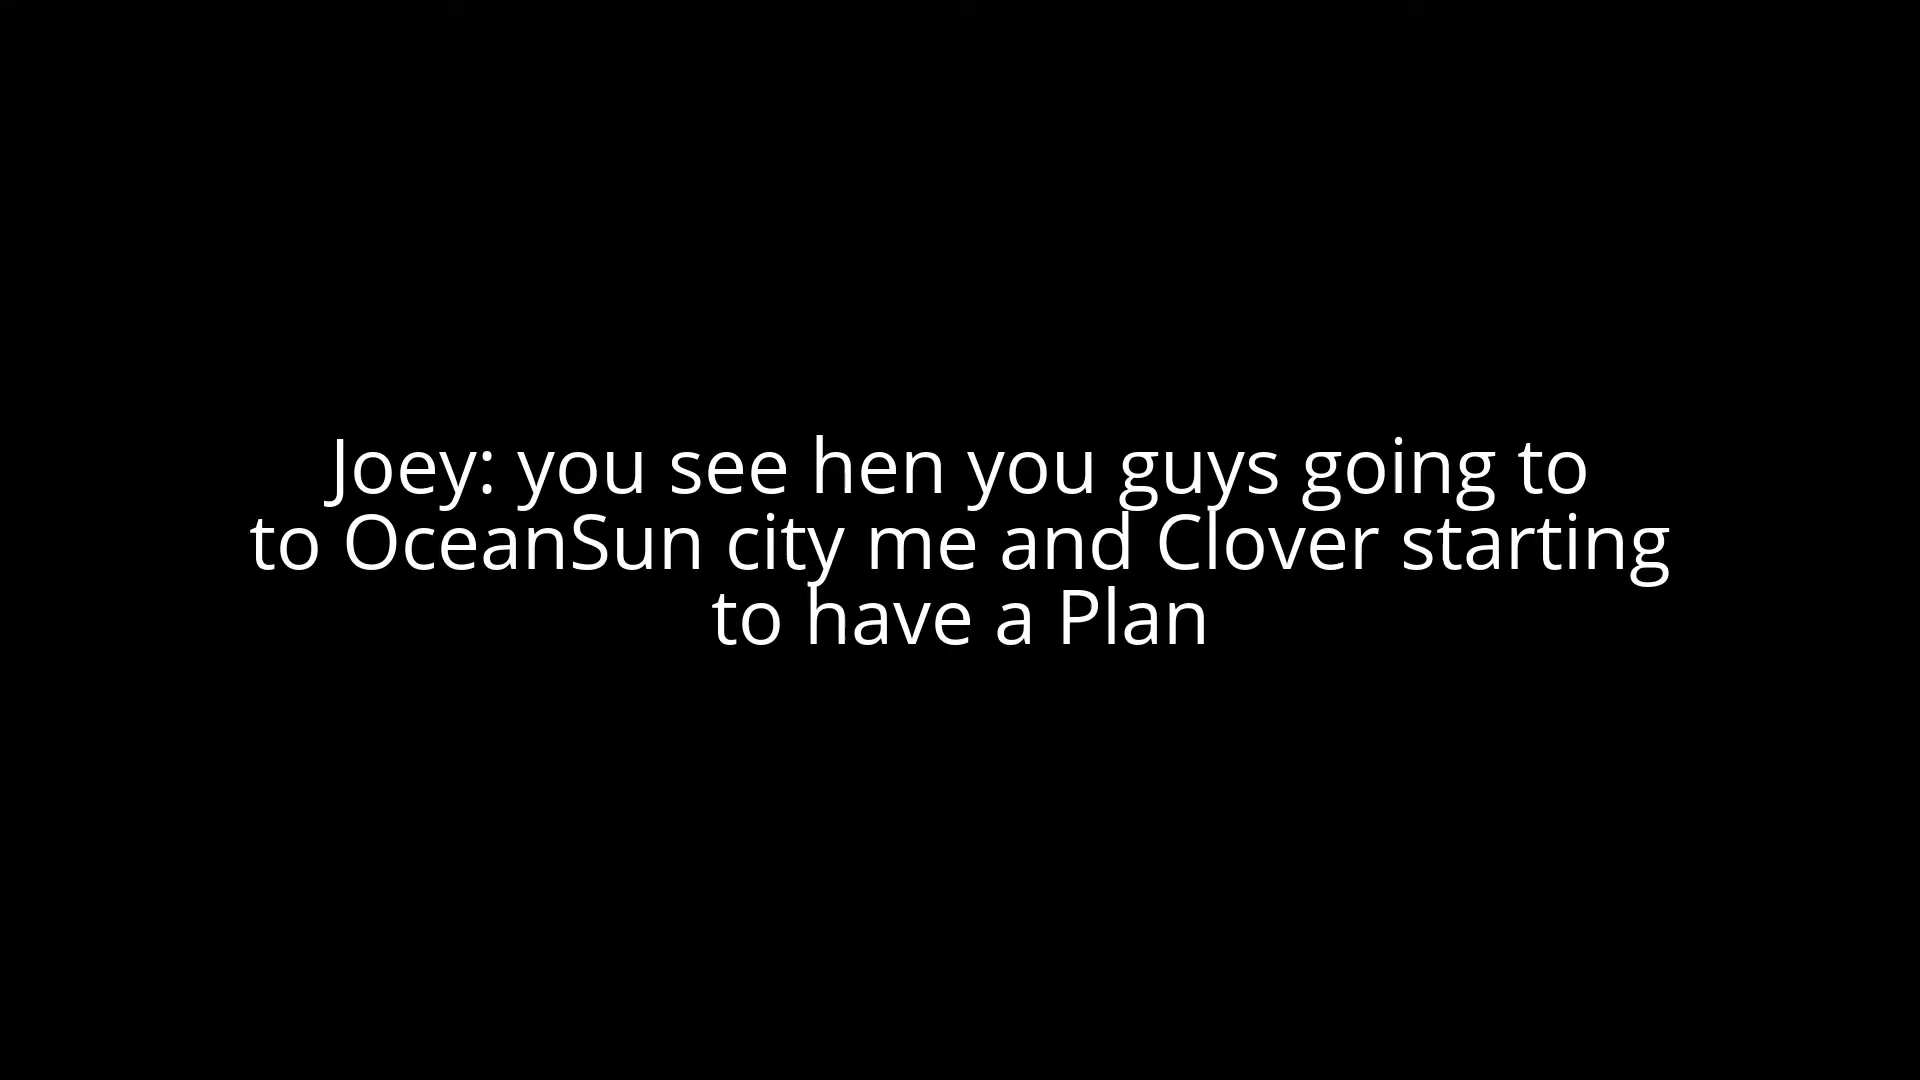 Joey: you see hen you guys going to
to OceanSun city me and Clover starting
to have a Plan